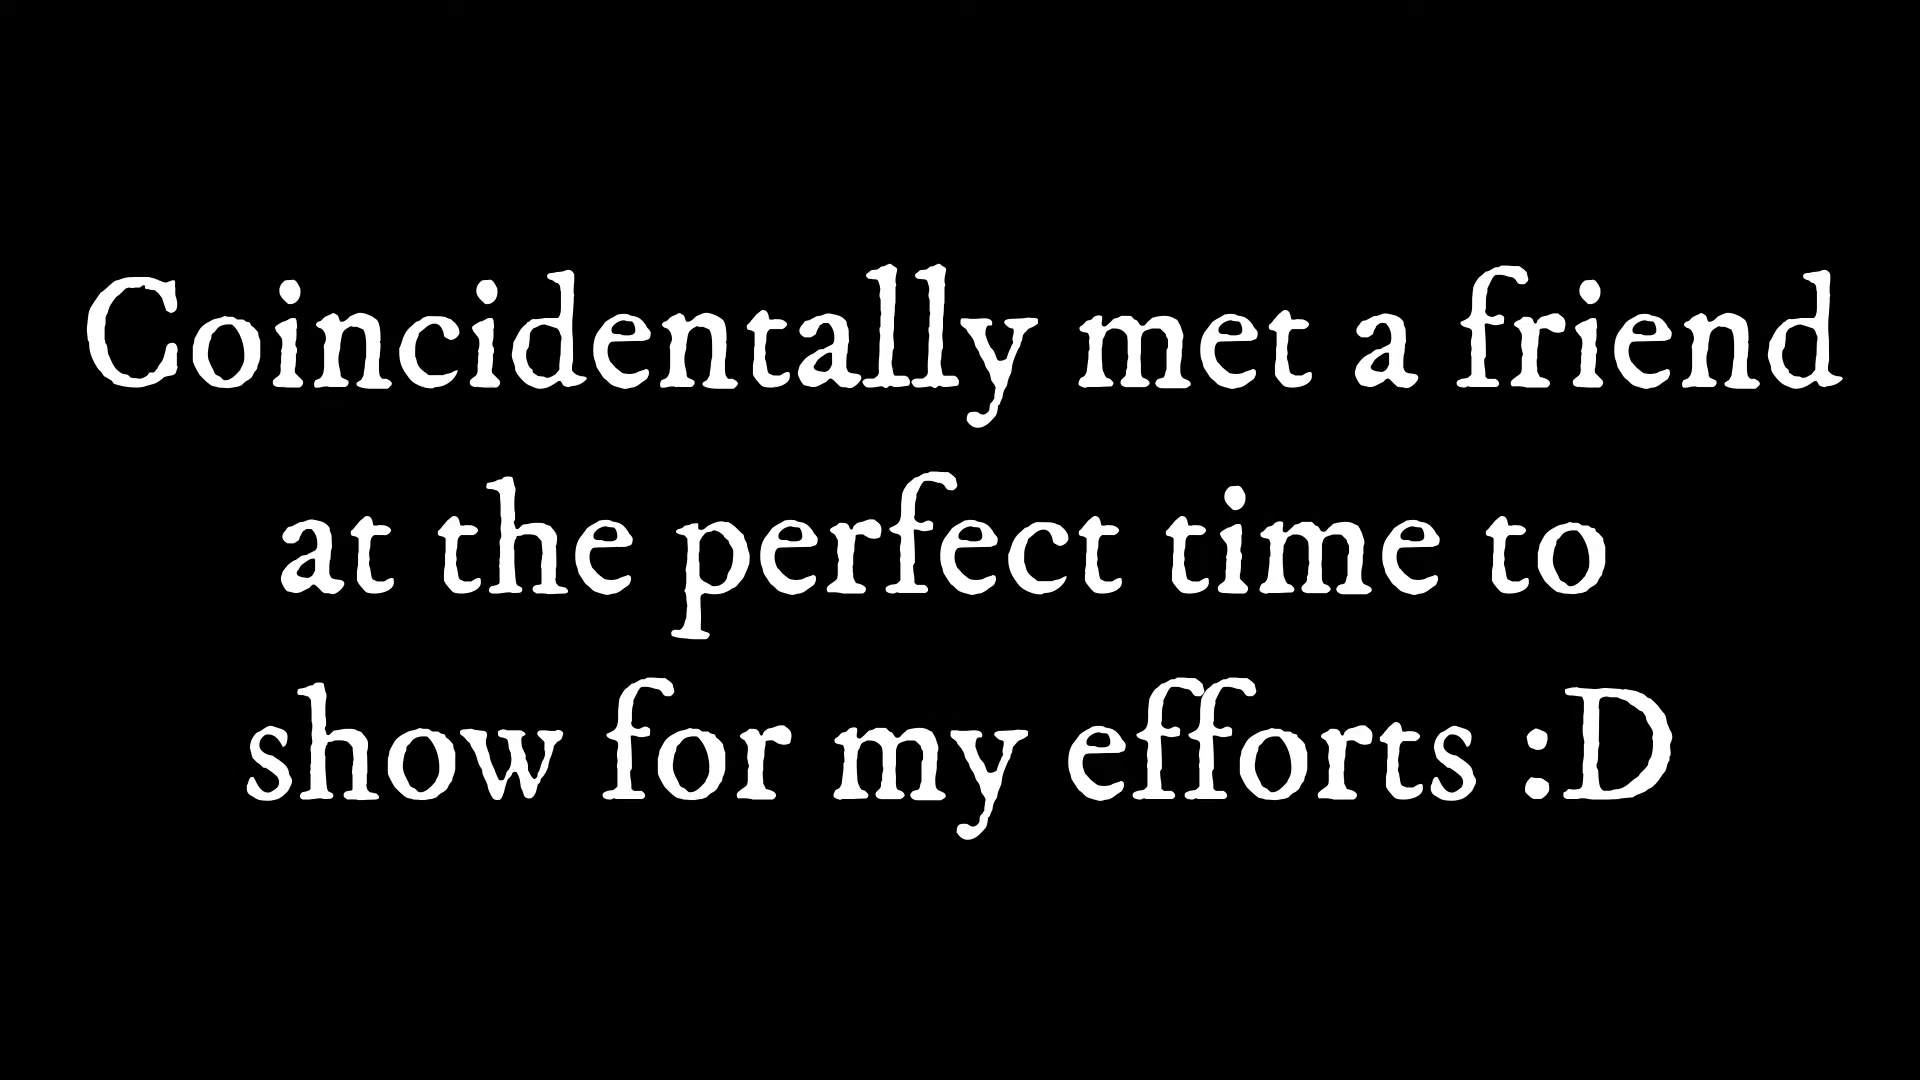 Coincidentally met a friend
at the perfect time to
show for my efforts :D